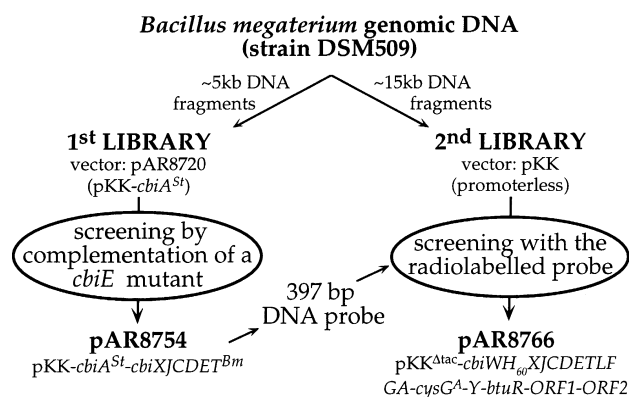 Bacillus megaterium genomic DNA
(strain DSM509)
~5kb DNA
fragments
~15kb DNA
fragments
1st LIBRARY
vector: pAR8720
(pKK-cbiASt)
2nd LIBRARY
vector: pKK
(promoterless)
screening by
complementation of a
cbiE mutant
screening with the
radiolabelled probe
397 bp
DNA probe
pAR8754
pKK-cbiASt-cbiXJCDETBm
pAR8766
pKKΔtac-cbiWH60XJCDETLF
GA-cysGA-Y-btuR-ORF1-ORF2